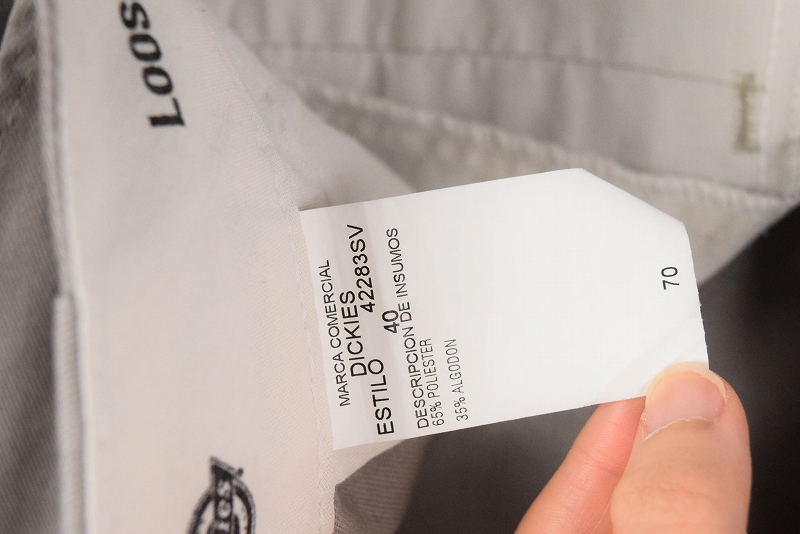 LOOS
MARCA COMERCIAL
DICKIES
ESTILO 42283SV
40
DESCRIPCION DE INSUMOS
65% POLIESTER
35% ALGODON
70